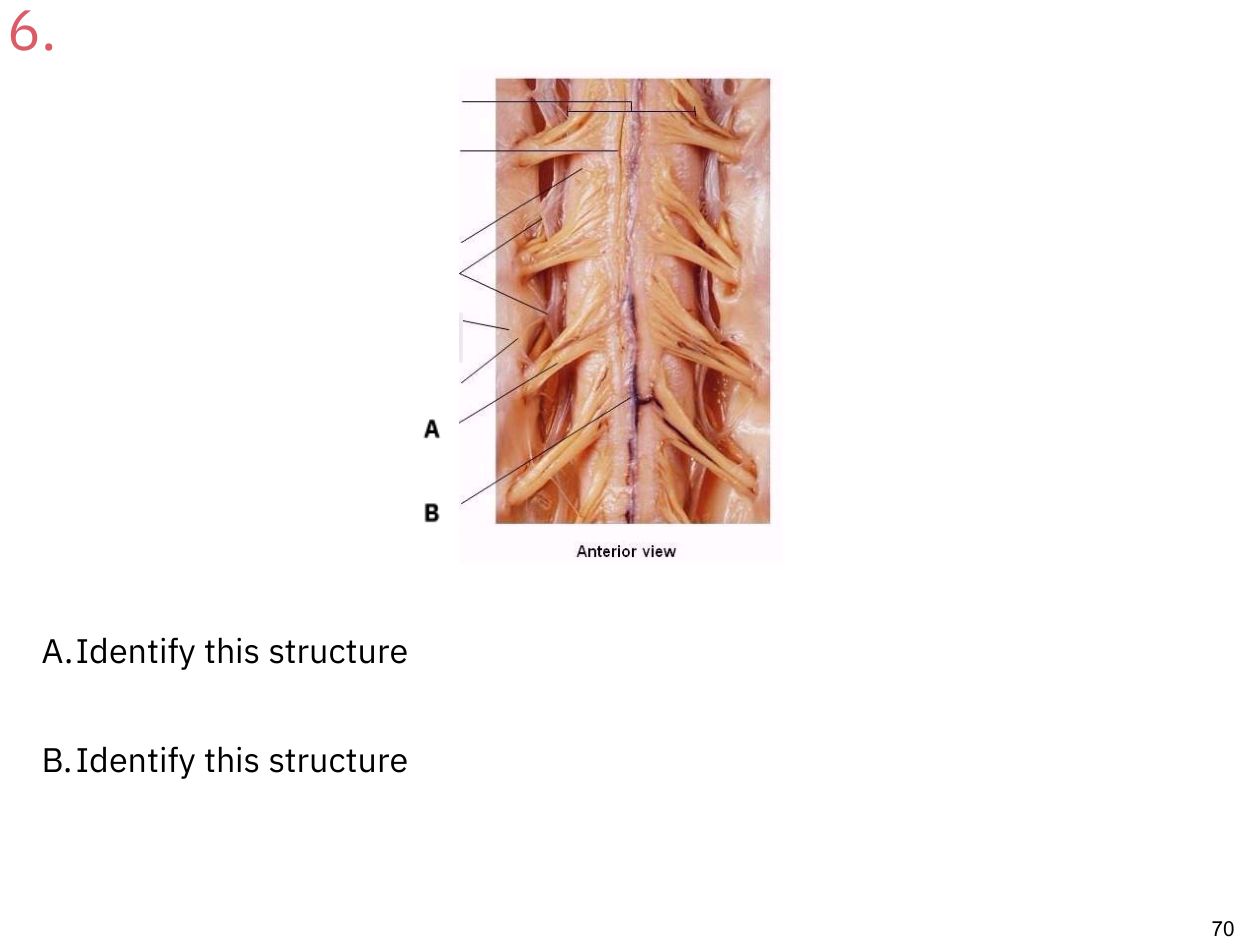 6.
A
B
Anterior view
A. Identify this structure
B. Identify this structure
70